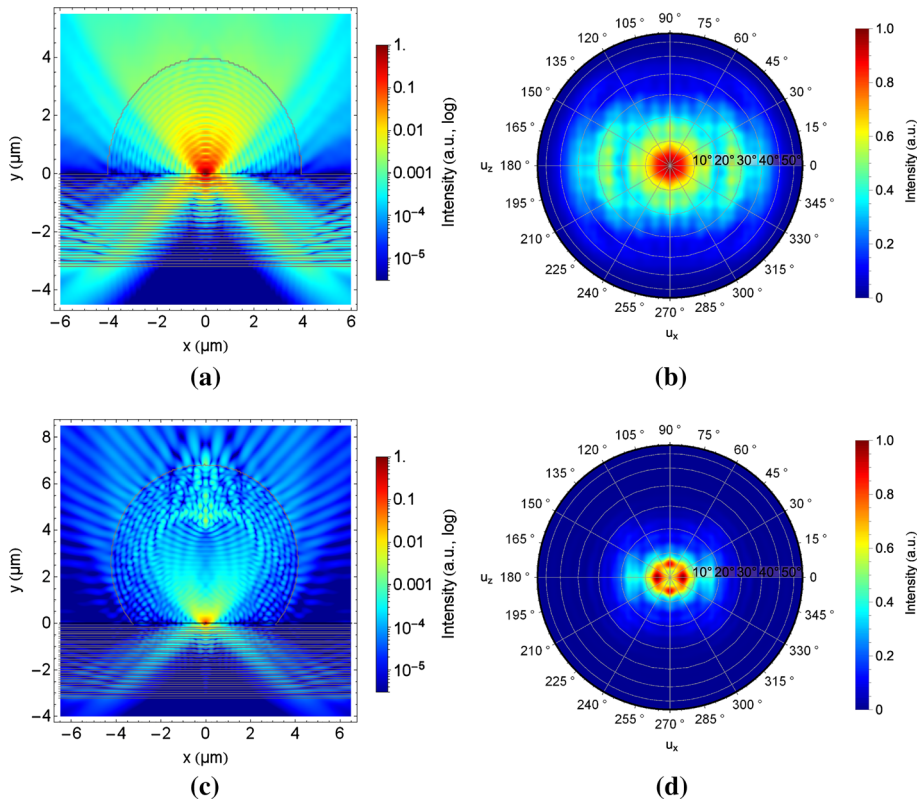 4
2
0
−2
−4
y (μm)
−6 −4 −2 0 2 4 6
x (μm)
1.
0.1
0.01
0.001
10⁻⁴
10⁻⁵
Intensity (a.u., log)
(a)
90 °
105 ° 75 °
120 ° 60 °
135 ° 45 °
150 ° 30 °
165 ° 15 °
u_z 180 ° 10° 20° 30° 40° 50° 0
195 ° 345 °
210 ° 330 °
225 ° 315 °
240 ° 300 °
255 ° 285 °
270 °
u_x
1.0
0.8
0.6
0.4
0.2
0
Intensity (a.u.)
(b)
8
6
4
2
0
−2
−4
y (μm)
−6 −4 −2 0 2 4 6
x (μm)
1.
0.1
0.01
0.001
10⁻⁴
10⁻⁵
Intensity (a.u., log)
(c)
90 °
105 ° 75 °
120 ° 60 °
135 ° 45 °
150 ° 30 °
165 ° 15 °
u_z 180 ° 10° 20° 30° 40° 50° 0
195 ° 345 °
210 ° 330 °
225 ° 315 °
240 ° 300 °
255 ° 285 °
270 °
u_x
1.0
0.8
0.6
0.4
0.2
0
Intensity (a.u.)
(d)